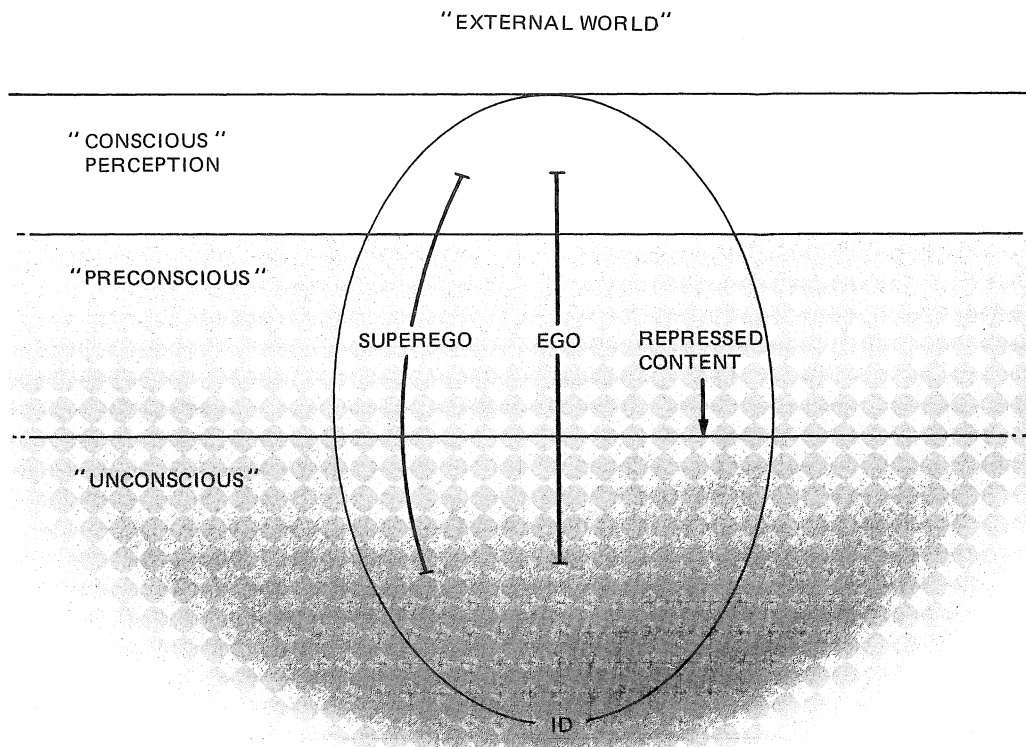 "EXTERNAL WORLD"
"CONSCIOUS"
PERCEPTION
"PRECONSCIOUS"
SUPEREGO
EGO
REPRESSED
CONTENT
"UNCONSCIOUS"
ID